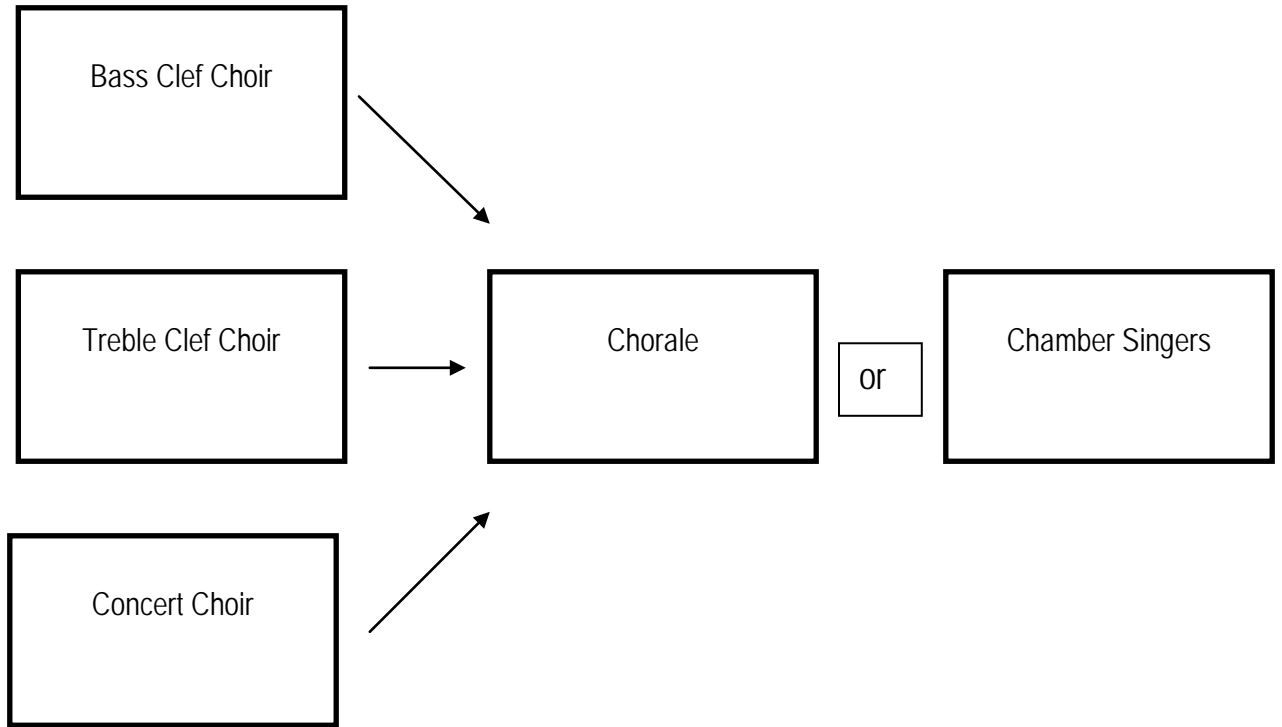 Bass Clef Choir
Treble Clef Choir
Chorale
or
Chamber Singers
Concert Choir